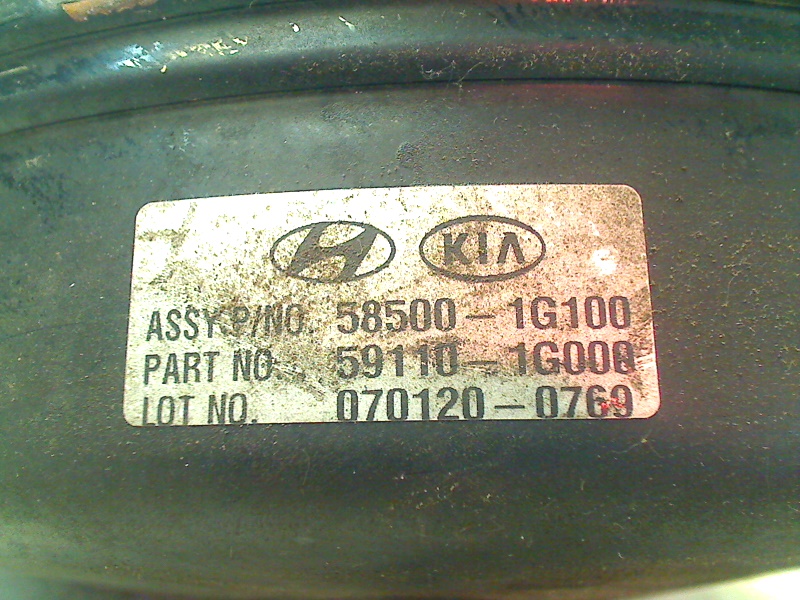 KIA
ASSY P/NO. 58500-1G100
PART NO. 59110-1G000
LOT NO. 070120-0769